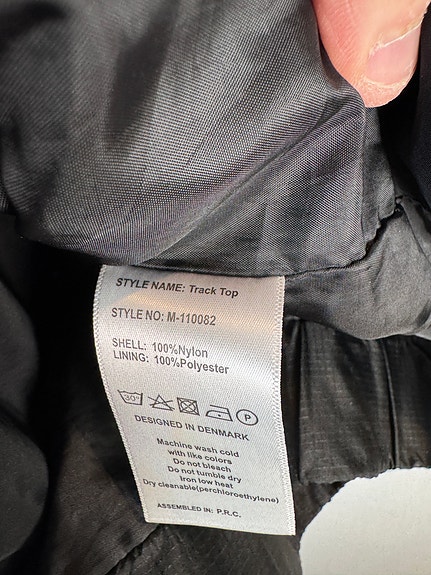 STYLE NAME: Track Top
STYLE NO: M-110082
SHELL: 100%Nylon
LINING: 100%Polyester
30° P
DESIGNED IN DENMARK
Machine wash cold
with like colors
Do not bleach
Do not tumble dry
Iron low heat
Dry cleanable(perchloroethylene)
ASSEMBLED IN: P.R.C.